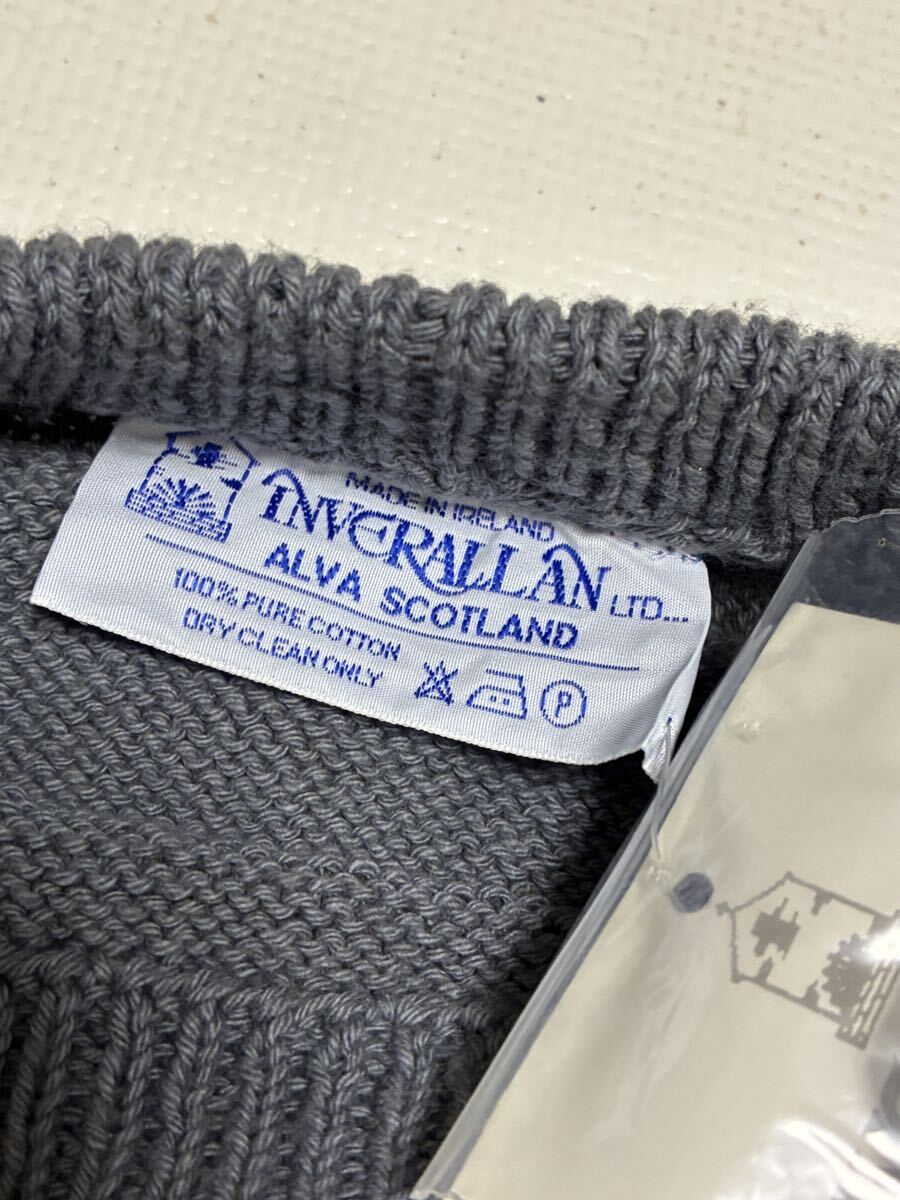 MADE IN IRELAND
INVERALLAN LTD...
ALVA SCOTLAND
100% PURE COTTON
DRY CLEAN ONLY
P